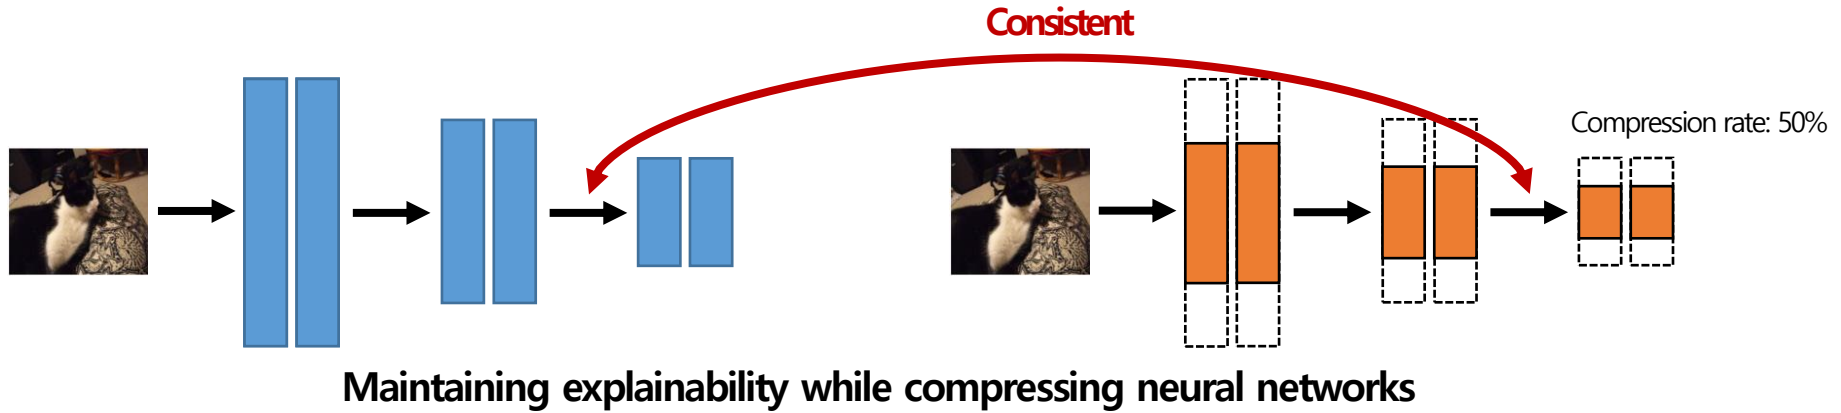 Consistent
Compression rate: 50%
Maintaining explainability while compressing neural networks